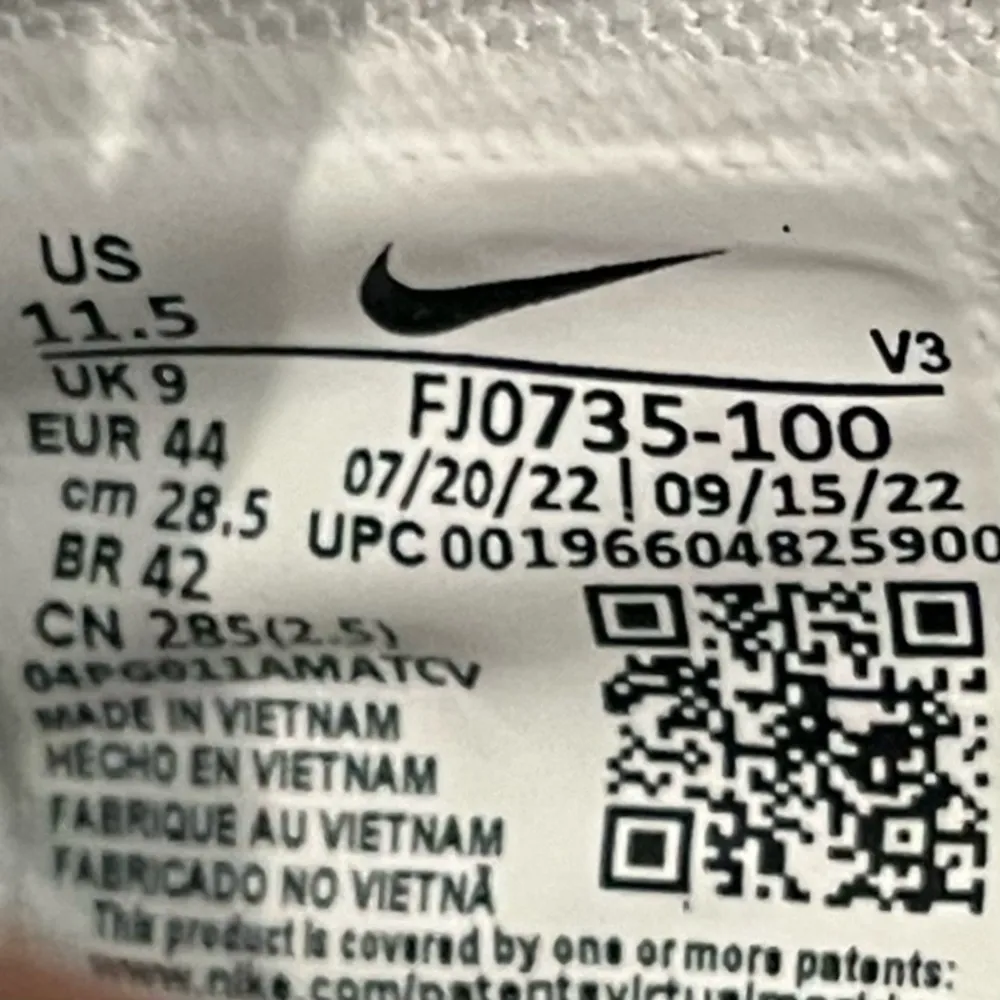 US
11.5
V3
UK 9
FJ0735-100
EUR 44
07/20/22 | 09/15/22
cm 28.5
UPC 00196604825900
BR 42
CN 285(2.5)
MADE IN VIETNAM
HECHO EN VIETNAM
FABRIQUE AU VIETNAM
FABRICADO NO VIETNÃ
This product is covered by one or more patents: